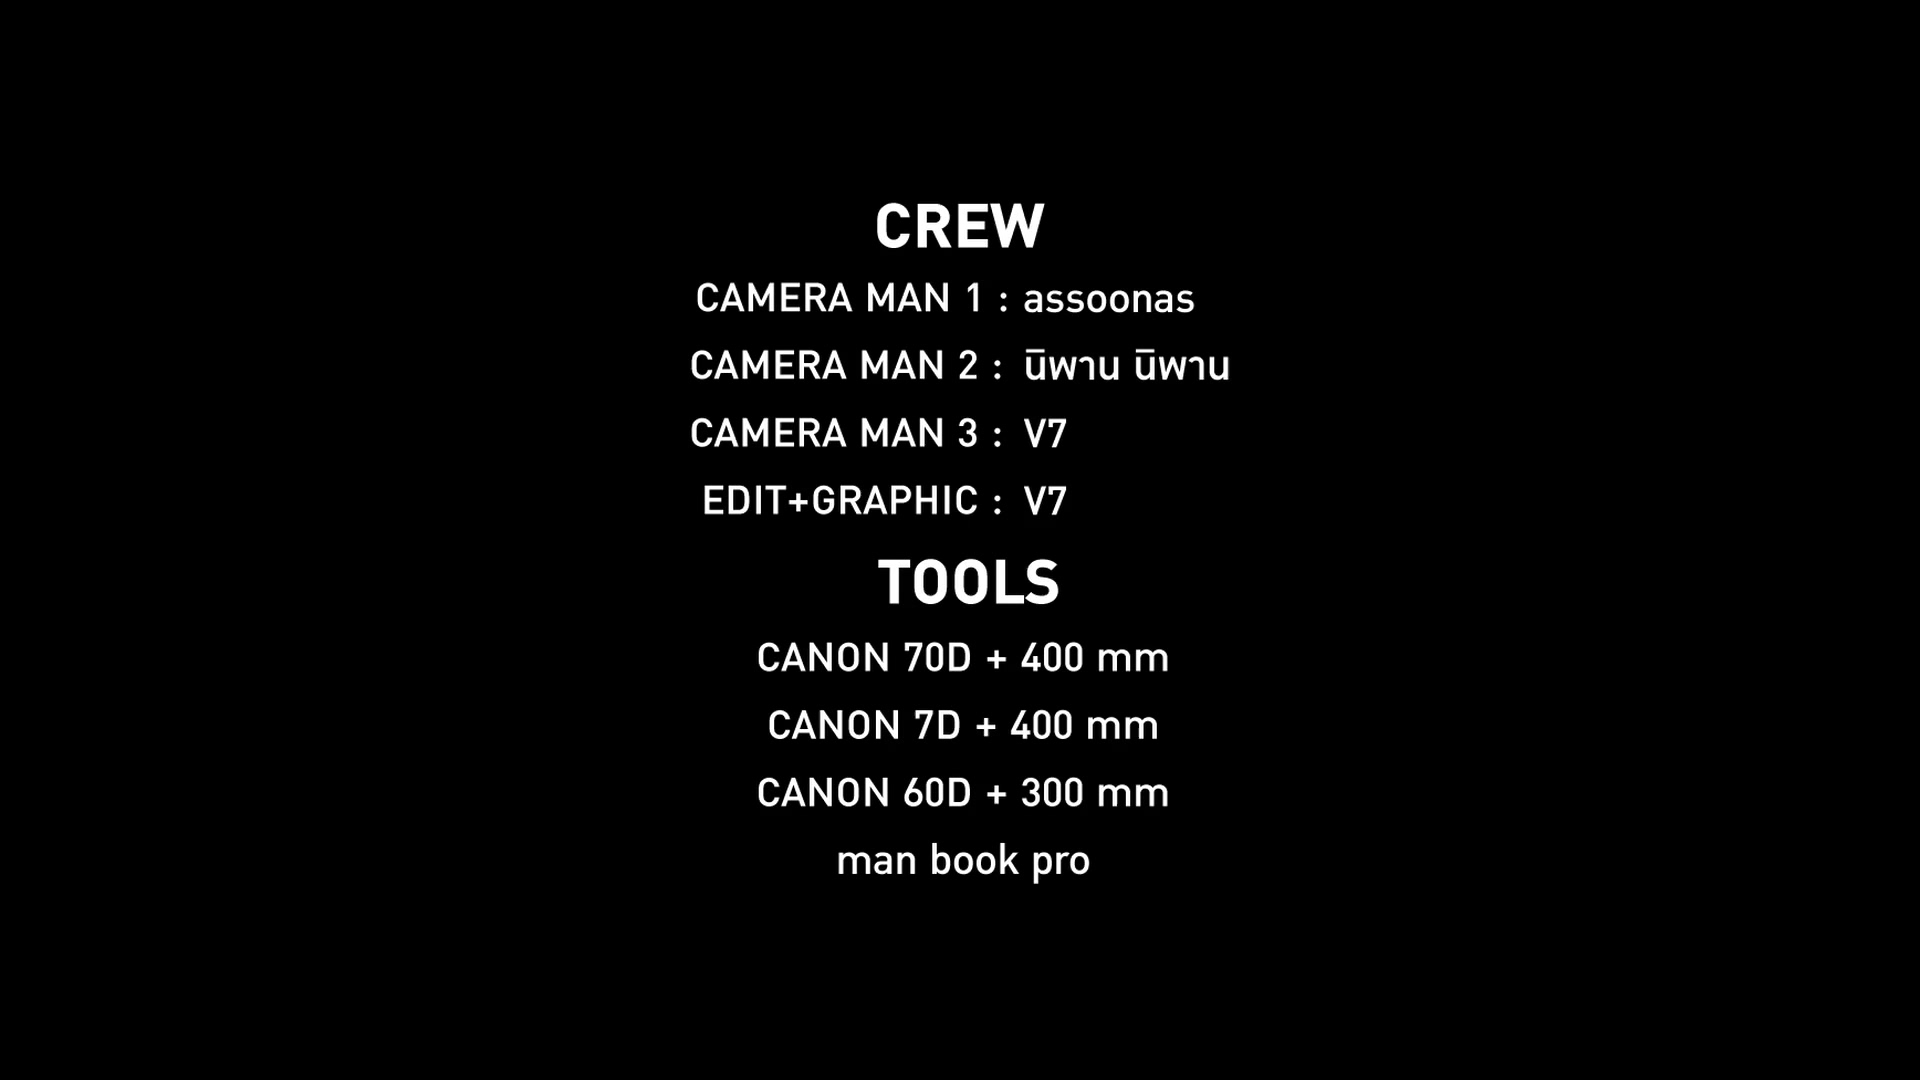 CREW
CAMERA MAN 1 : assoonas
CAMERA MAN 2 : นิพาน นิพาน
CAMERA MAN 3 : V7
EDIT+GRAPHIC : V7
TOOLS
CANON 70D + 400 mm
CANON 7D + 400 mm
CANON 60D + 300 mm
man book pro